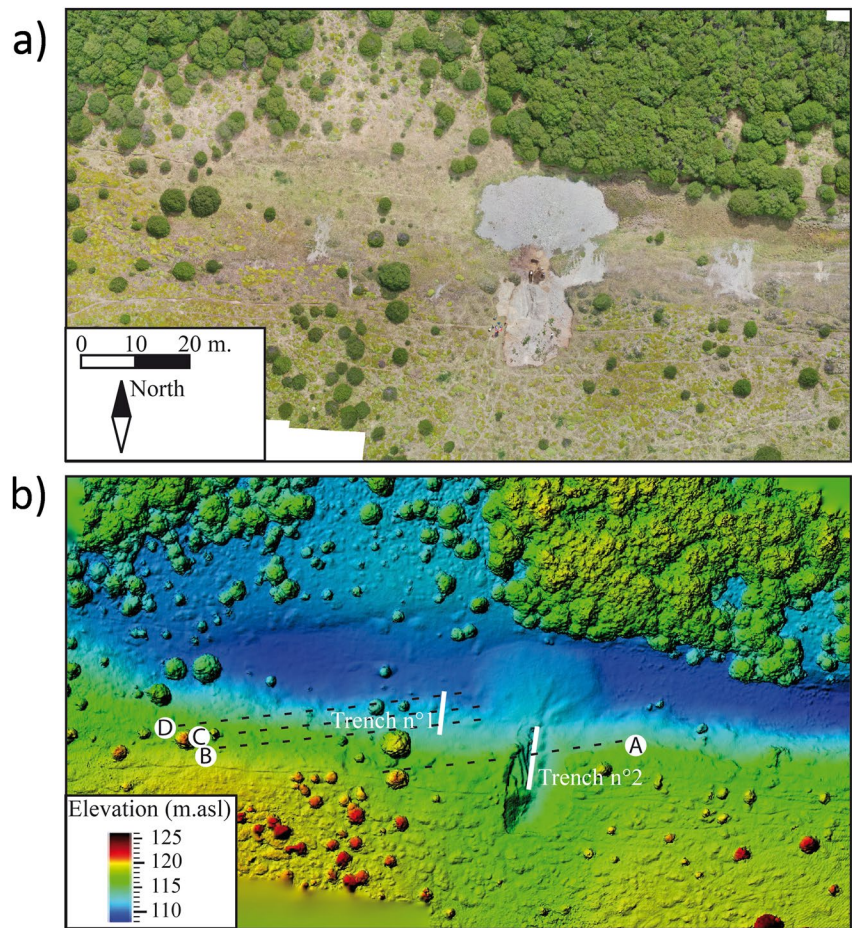 a)
0 10 20 m.
North
b)
Trench n°1
D
C
B
A
Trench n°2
Elevation (m.asl)
125
120
115
110